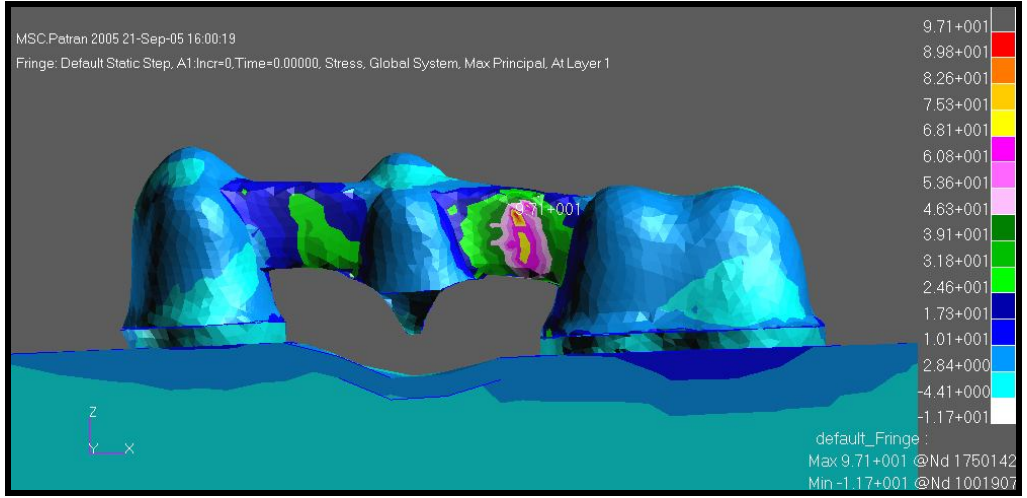 MSC.Patran 2005 21-Sep-05 16:00:19
Fringe: Default Static Step, A1:Incr=0,Time=0.00000, Stress, Global System, Max Principal, At Layer 1
9.71+001
8.98+001
8.26+001
7.53+001
6.81+001
6.08+001
5.36+001
4.63+001
3.91+001
3.18+001
2.46+001
1.73+001
1.01+001
2.84+000
-4.41+000
-1.17+001
9.71+001
Z
Y X
default_Fringe :
Max 9.71+001 @Nd 1750142
Min -1.17+001 @Nd 1001907